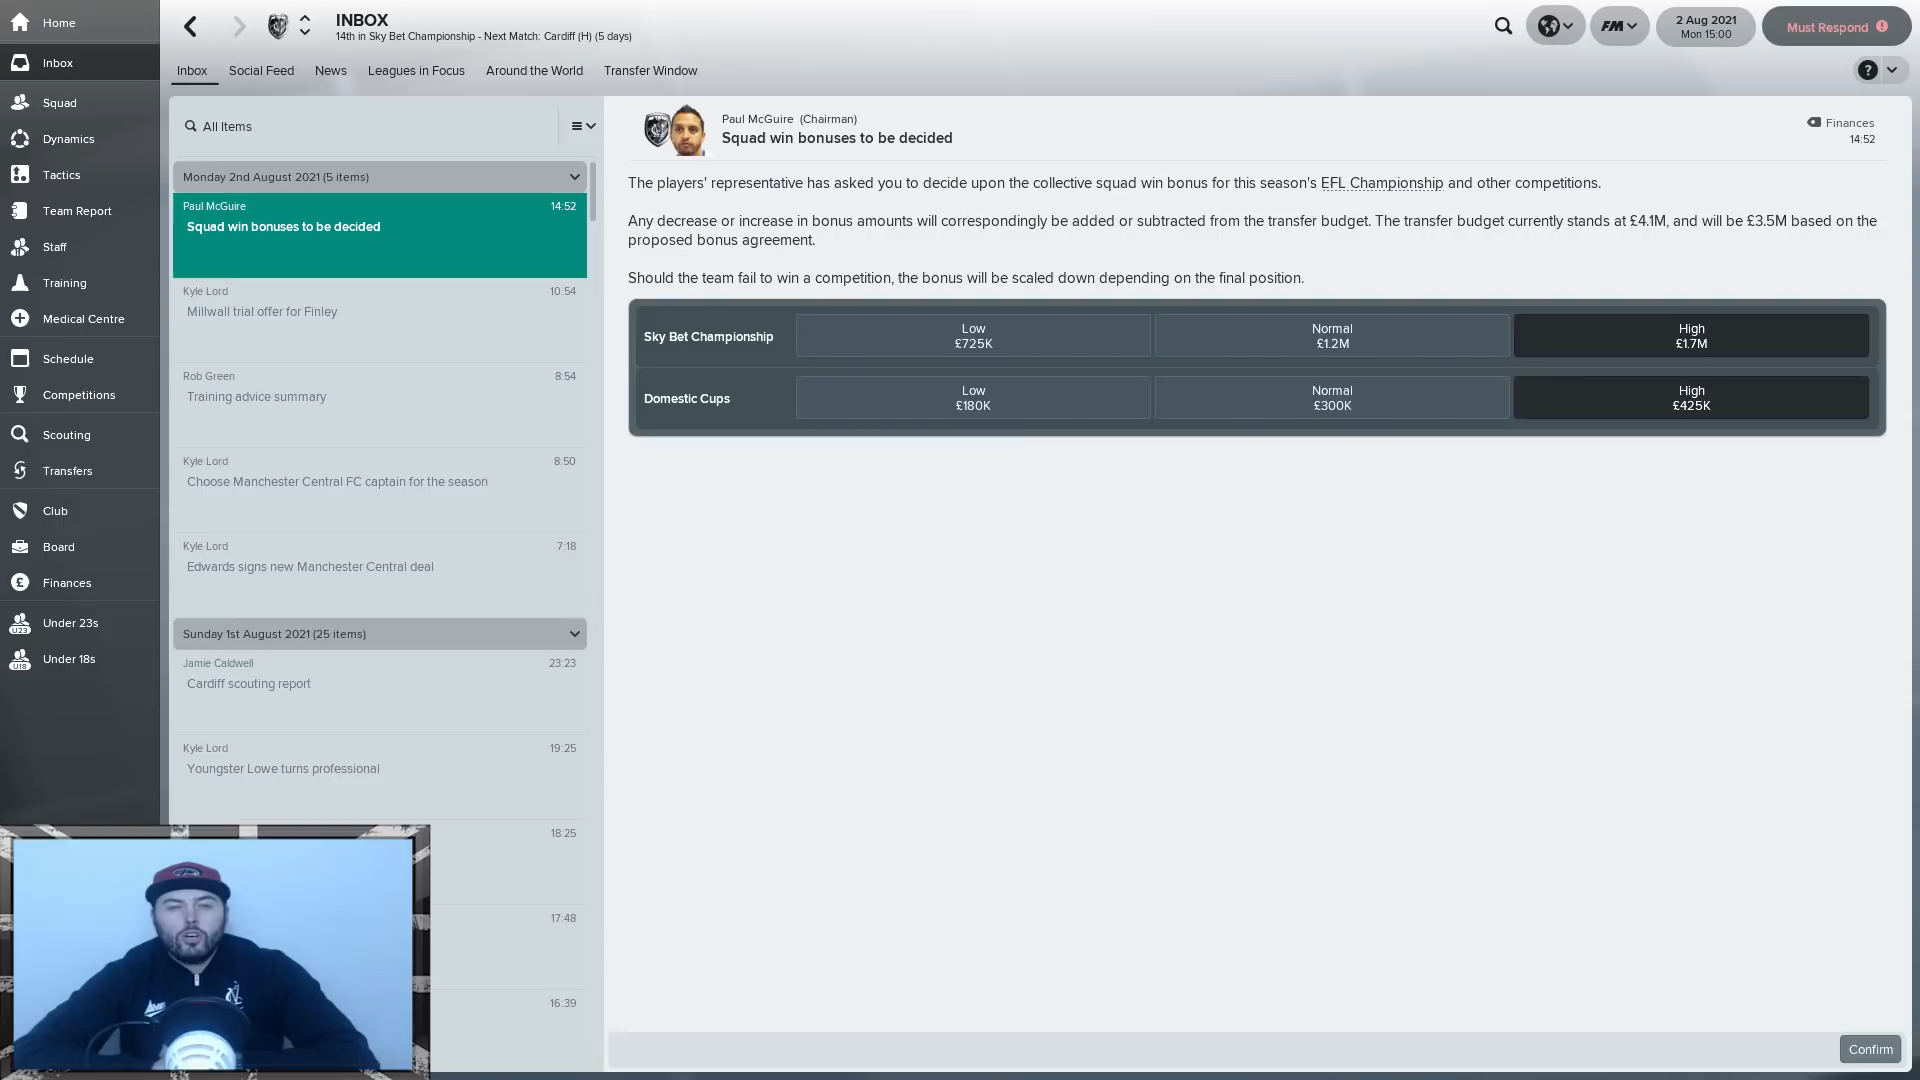 Home
Inbox
Squad
Dynamics
Tactics
Team Report
Staff
Training
Medical Centre
Schedule
Competitions
Scouting
Transfers
Club
Board
Finances
U23
Under 23s
U18
Under 18s
INBOX
14th in Sky Bet Championship - Next Match: Cardiff (H) (5 days)
FM
2 Aug 2021
Mon 15:00
Must Respond
Inbox Social Feed News Leagues in Focus Around the World Transfer Window
?
All Items
Monday 2nd August 2021 (5 items)
Paul McGuire 14:52
Squad win bonuses to be decided
Kyle Lord 10:54
Millwall trial offer for Finley
Rob Green 8:54
Training advice summary
Kyle Lord 8:50
Choose Manchester Central FC captain for the season
Kyle Lord 7:18
Edwards signs new Manchester Central deal
Sunday 1st August 2021 (25 items)
Jamie Caldwell 23:23
Cardiff scouting report
Kyle Lord 19:25
Youngster Lowe turns professional
18:25
17:48
16:39
Paul McGuire (Chairman)
Squad win bonuses to be decided
Finances
14:52
The players' representative has asked you to decide upon the collective squad win bonus for this season's EFL Championship and other competitions.
Any decrease or increase in bonus amounts will correspondingly be added or subtracted from the transfer budget. The transfer budget currently stands at £4.1M, and will be £3.5M based on the
proposed bonus agreement.
Should the team fail to win a competition, the bonus will be scaled down depending on the final position.
Sky Bet Championship
Low
£725K
Normal
£1.2M
High
£1.7M
Domestic Cups
Low
£180K
Normal
£300K
High
£425K
Confirm